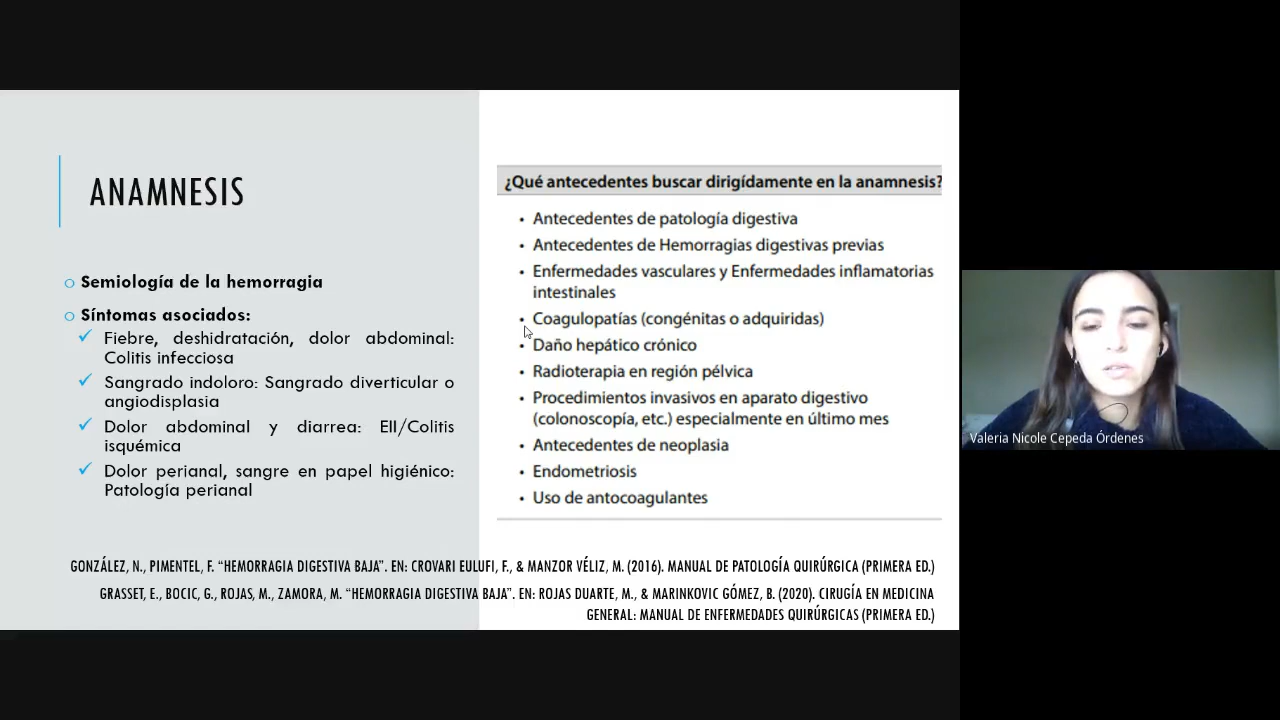 ANAMNESIS
o Semiología de la hemorragia
o Síntomas asociados:
✓ Fiebre, deshidratación, dolor abdominal:
Colitis infecciosa
✓ Sangrado indoloro: Sangrado diverticular o
angiodisplasia
✓ Dolor abdominal y diarrea: EII/Colitis
isquémica
✓ Dolor perianal, sangre en papel higiénico:
Patología perianal
¿Qué antecedentes buscar dirigídamente en la anamnesis?
• Antecedentes de patología digestiva
• Antecedentes de Hemorragias digestivas previas
• Enfermedades vasculares y Enfermedades inflamatorias
intestinales
• Coagulopatías (congénitas o adquiridas)
• Daño hepático crónico
• Radioterapia en región pélvica
• Procedimientos invasivos en aparato digestivo
(colonoscopía, etc.) especialmente en último mes
• Antecedentes de neoplasia
• Endometriosis
• Uso de antocoagulantes
GONZÁLEZ, N., PIMENTEL, F. “HEMORRAGIA DIGESTIVA BAJA”. EN: CROVARI EULUFI, F., & MANZOR VÉLIZ, M. (2016). MANUAL DE PATOLOGÍA QUIRÚRGICA (PRIMERA ED.)
GRASSET, E., BOCIC, G., ROJAS, M., ZAMORA, M. “HEMORRAGIA DIGESTIVA BAJA”. EN: ROJAS DUARTE, M., & MARINKOVIC GÓMEZ, B. (2020). CIRUGÍA EN MEDICINA
GENERAL: MANUAL DE ENFERMEDADES QUIRÚRGICAS (PRIMERA ED.)
Valeria Nicole Cepeda Órdenes